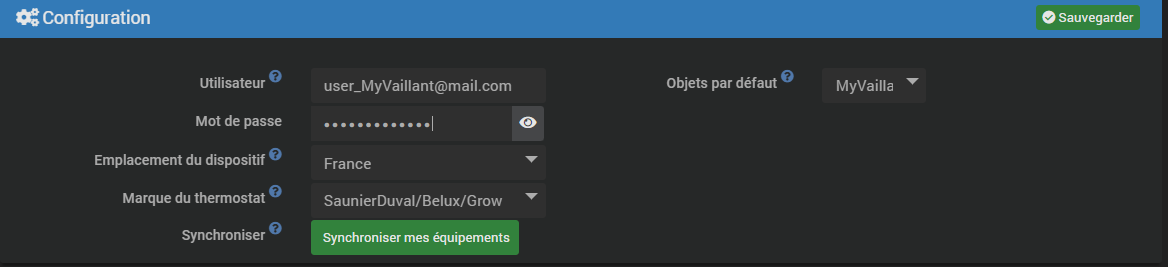 Configuration
Sauvegarder
Utilisateur
user_MyVaillant@mail.com
Objets par défaut
MyVailla
Mot de passe
•••••••••••••
Emplacement du dispositif
France
Marque du thermostat
SaunierDuval/Belux/Grow
Synchroniser
Synchroniser mes équipements